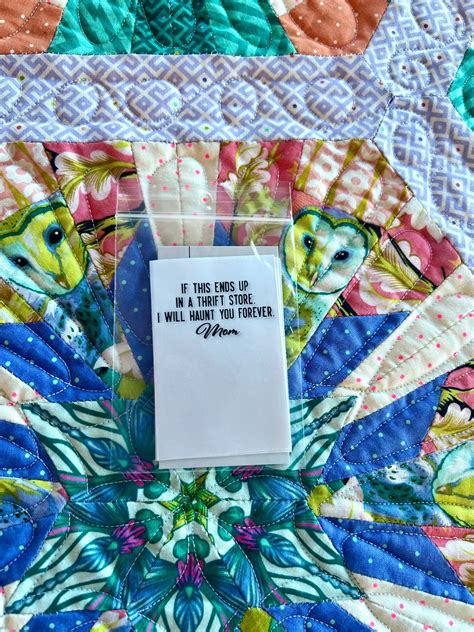 IF THIS ENDS UP
IN A THRIFT STORE,
I WILL HAUNT YOU FOREVER.
Mom